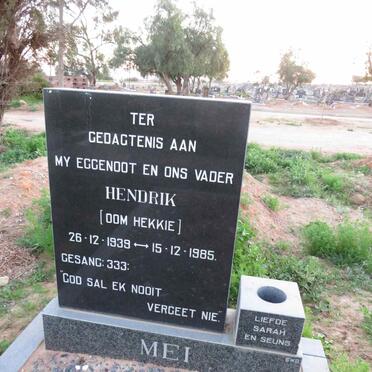 TER
GEDAGTENIS AAN
MY EGGENOOT EN ONS VADER
HENDRIK
[OOM HEKKIE]
26-12-1939 ↔ 15-12-1985.
GESANG:333:
"GOD SAL EK NOOIT
VERGEET NIE."
LIEFDE
SARAH
EN SEUNS
MEI